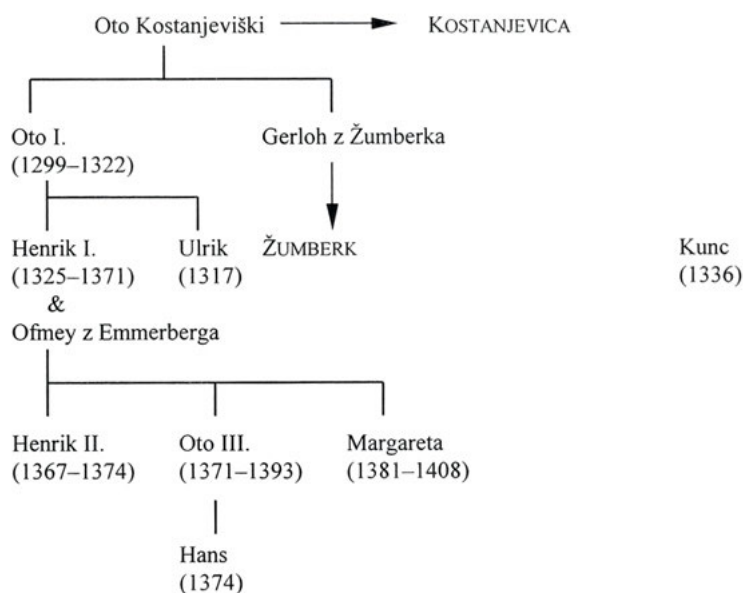 Oto Kostanjeviški KOSTANJEVICA
Oto I. Gerloh z Žumberka
(1299–1322)
Henrik I. Ulrik ŽUMBERK Kunc
(1325–1371) (1317) (1336)
&
Ofmey z Emmerberga
Henrik II. Oto III. Margareta
(1367–1374) (1371–1393) (1381–1408)
Hans
(1374)